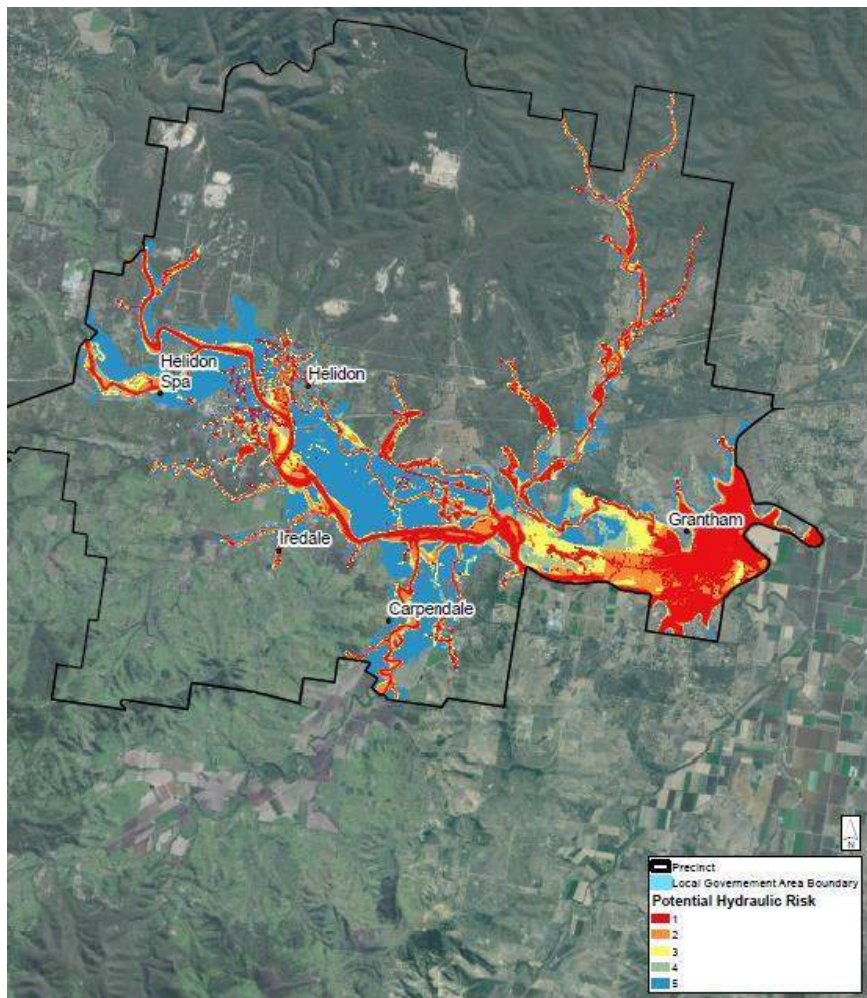 Helidon
Spa
Helidon
Grantham
Iredale
Carpendale
N
Precinct
Local Governement Area Boundary
Potential Hydraulic Risk
1
2
3
4
5